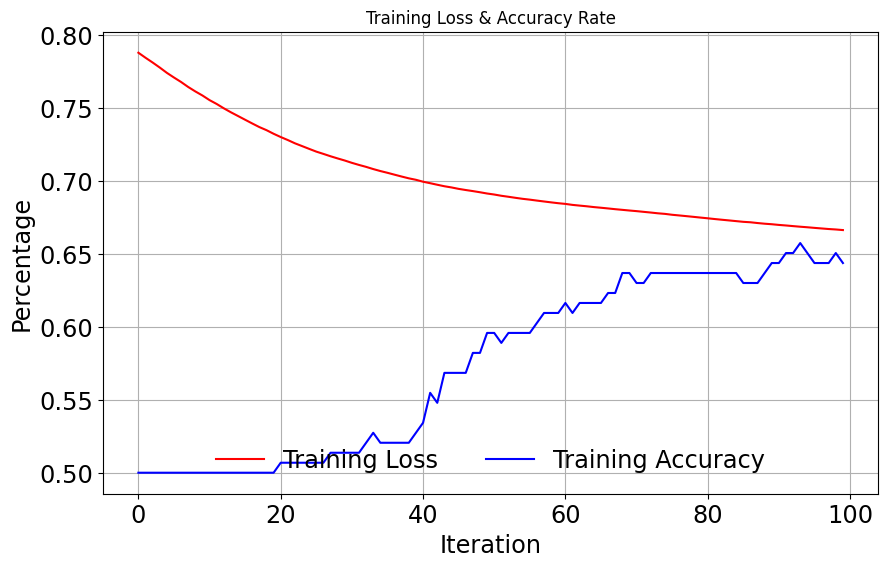 Training Loss & Accuracy Rate
0.80
0.75
0.70
0.65
0.60
0.55
0.50
Percentage
Training Loss
Training Accuracy
0 20 40 60 80 100
Iteration